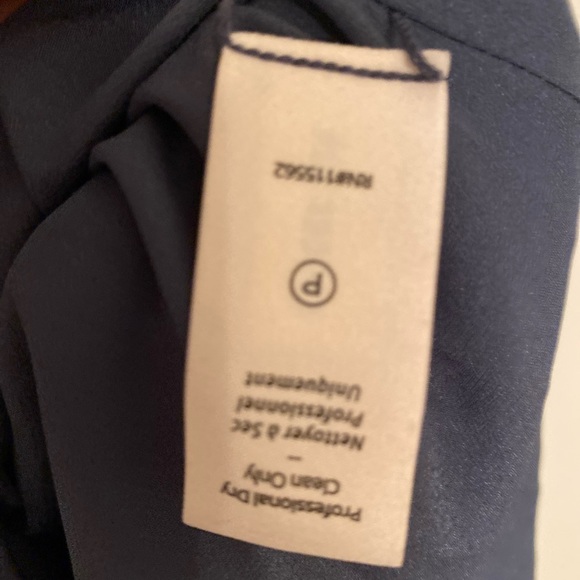 Professional Dry
Clean Only
–
Nettoyer à Sec
Professionnel
Uniquement
P
RN#115562